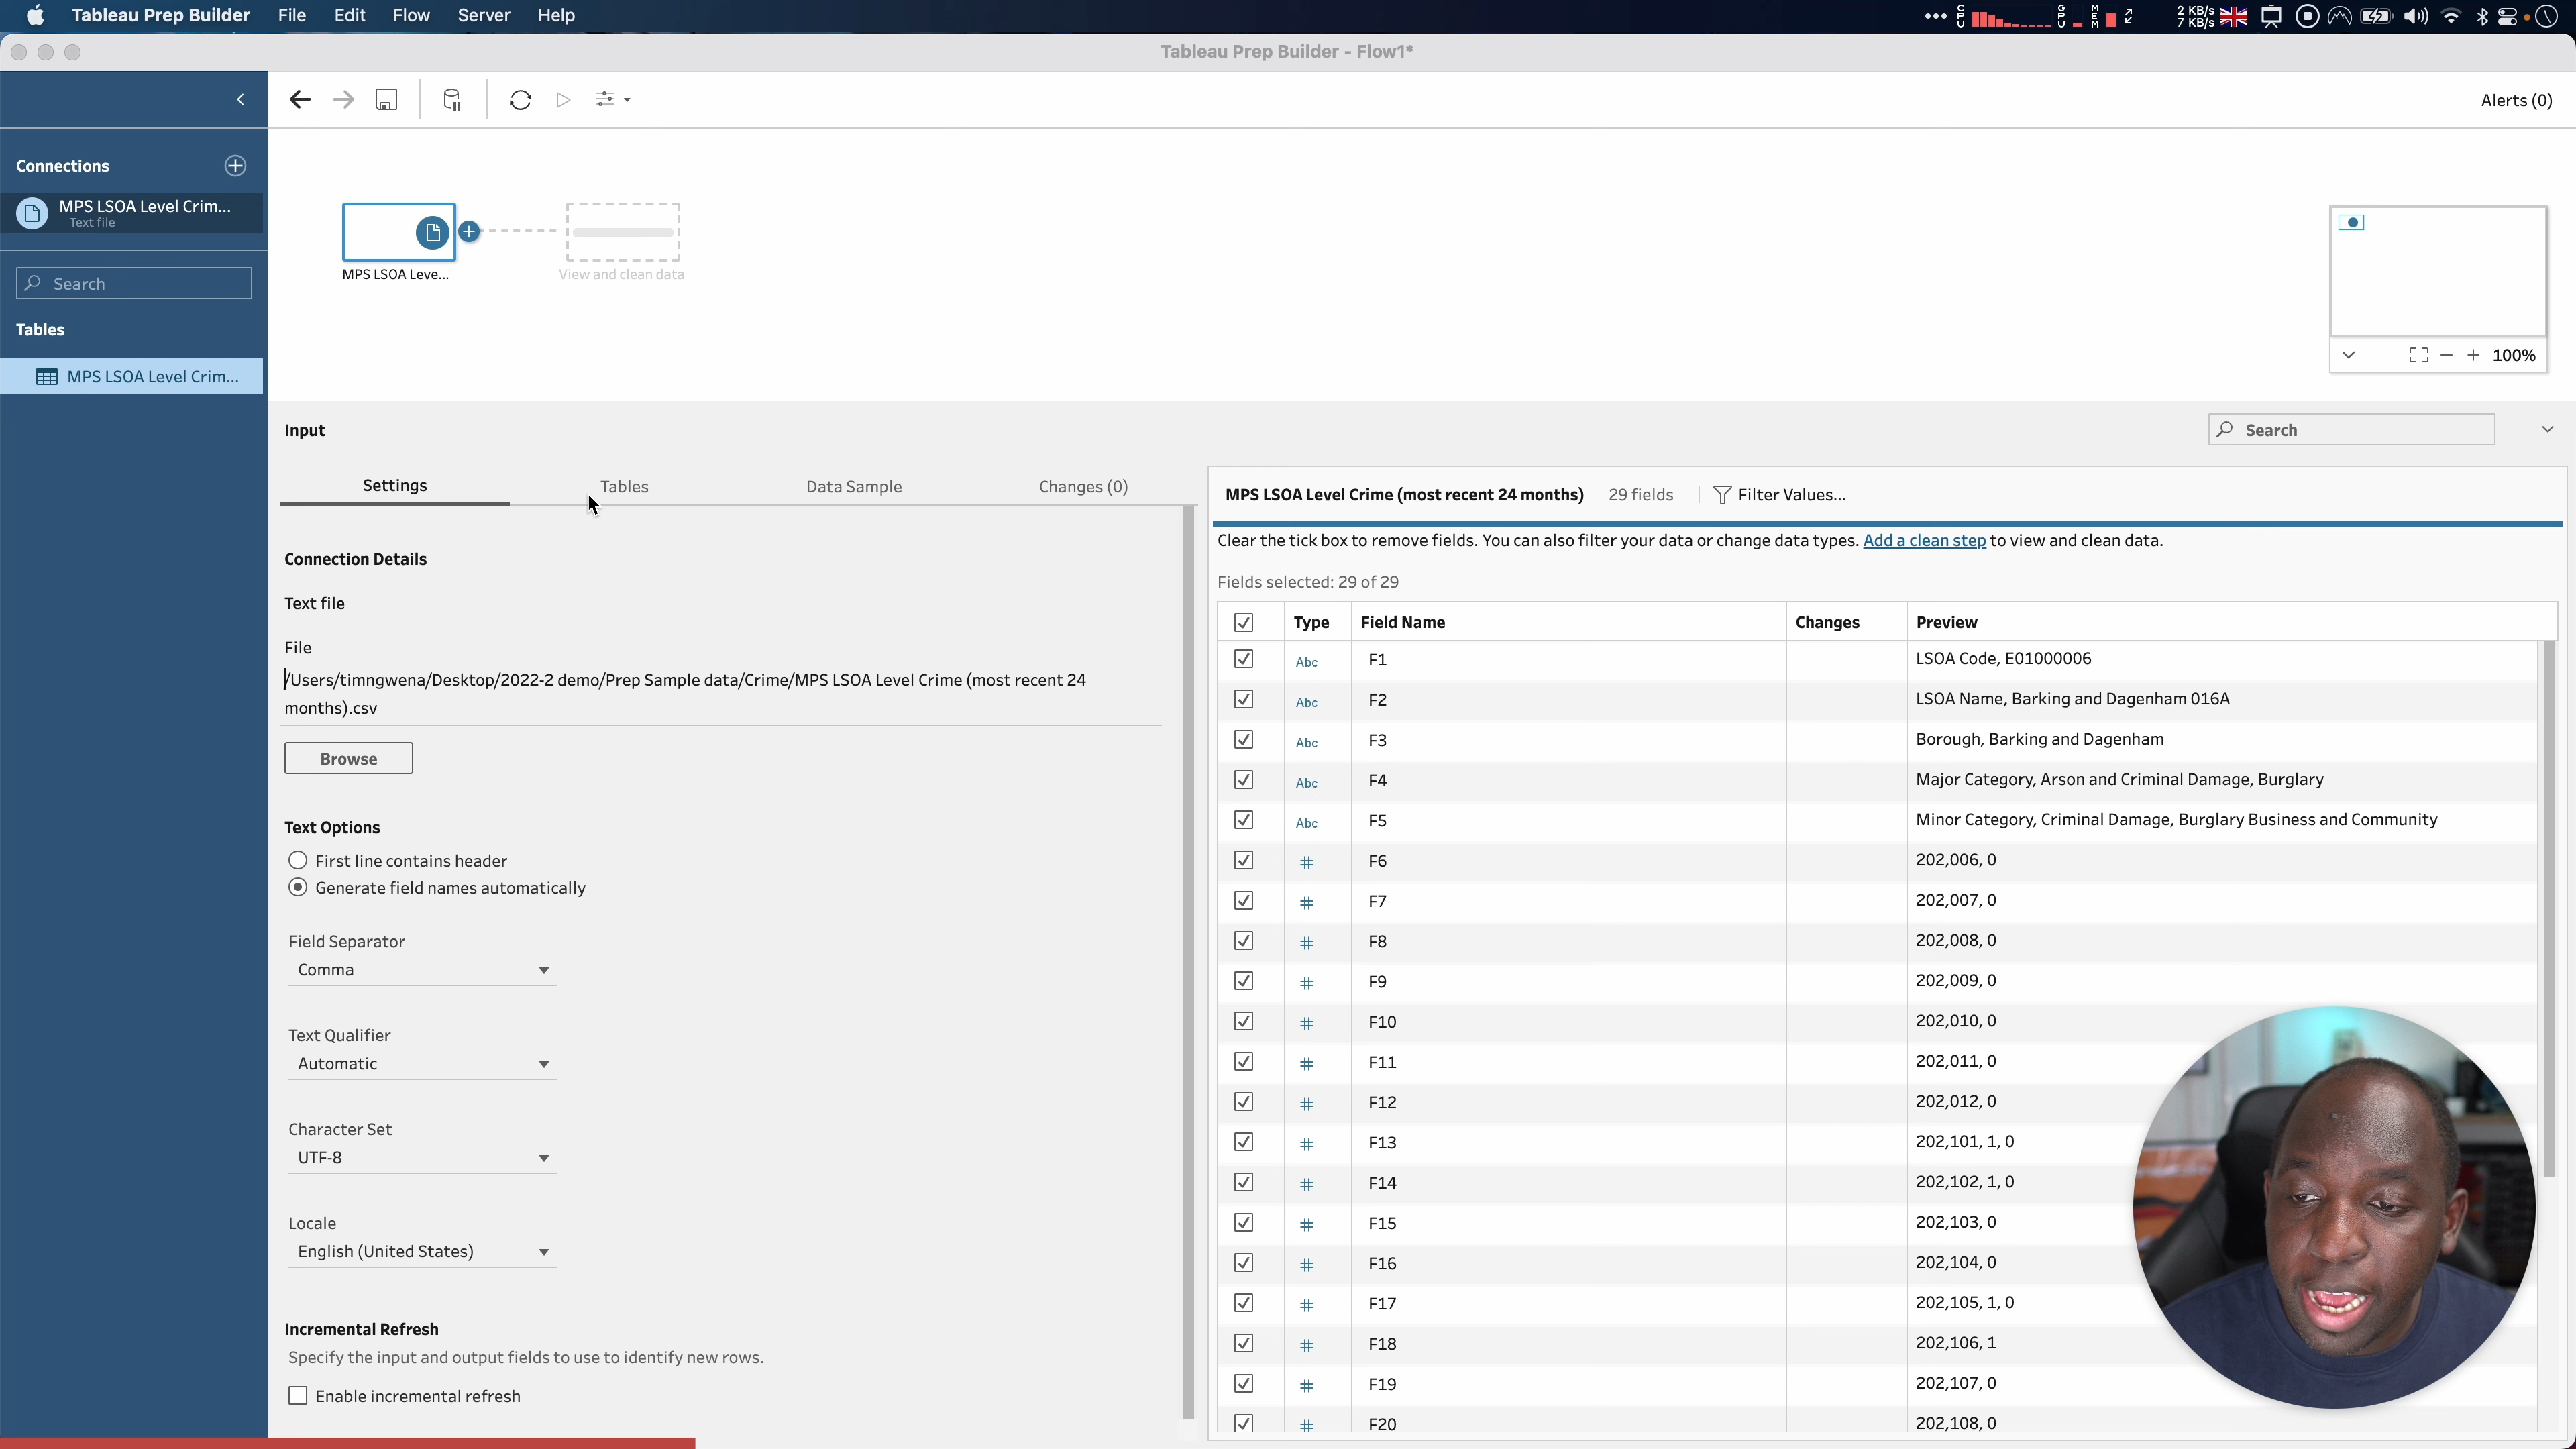 Tableau Prep Builder File Edit Flow Server Help
CPU GPU MEM 2 KB/s
7 KB/s
Tableau Prep Builder - Flow1*
Alerts (0)
Connections
MPS LSOA Level Crim...
Text file
Search
Tables
MPS LSOA Level Crim...
MPS LSOA Leve...
View and clean data
100%
Input
Search
Settings
Tables
Data Sample
Changes (0)
Connection Details
Text file
File
/Users/timngwena/Desktop/2022-2 demo/Prep Sample data/Crime/MPS LSOA Level Crime (most recent 24
months).csv
Browse
Text Options
First line contains header
Generate field names automatically
Field Separator
Comma
Text Qualifier
Automatic
Character Set
UTF-8
Locale
English (United States)
Incremental Refresh
Specify the input and output fields to use to identify new rows.
Enable incremental refresh
MPS LSOA Level Crime (most recent 24 months) 29 fields Filter Values...
Clear the tick box to remove fields. You can also filter your data or change data types. Add a clean step to view and clean data.
Fields selected: 29 of 29
Type Field Name Changes Preview
Abc F1 LSOA Code, E01000006
Abc F2 LSOA Name, Barking and Dagenham 016A
Abc F3 Borough, Barking and Dagenham
Abc F4 Major Category, Arson and Criminal Damage, Burglary
Abc F5 Minor Category, Criminal Damage, Burglary Business and Community
# F6 202,006, 0
# F7 202,007, 0
# F8 202,008, 0
# F9 202,009, 0
# F10 202,010, 0
# F11 202,011, 0
# F12 202,012, 0
# F13 202,101, 1, 0
# F14 202,102, 1, 0
# F15 202,103, 0
# F16 202,104, 0
# F17 202,105, 1, 0
# F18 202,106, 1
# F19 202,107, 0
# F20 202,108, 0